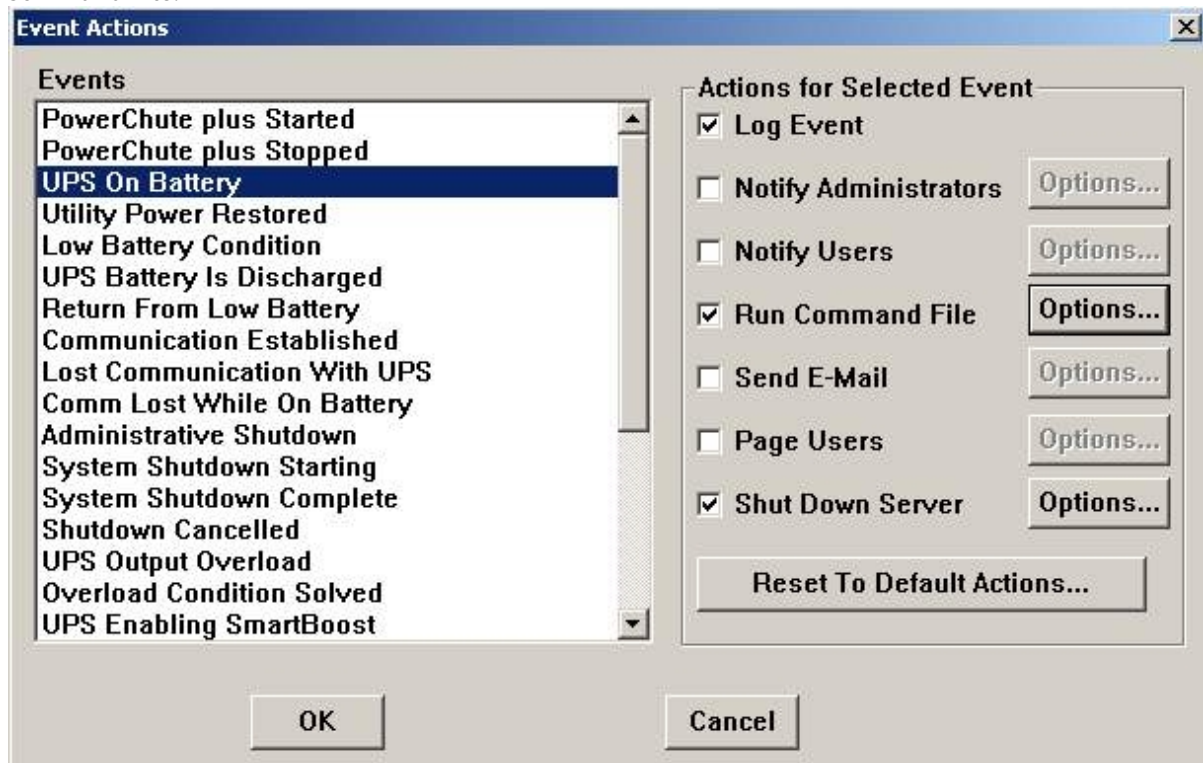 Event Actions
Events
PowerChute plus Started
PowerChute plus Stopped
UPS On Battery
Utility Power Restored
Low Battery Condition
UPS Battery Is Discharged
Return From Low Battery
Communication Established
Lost Communication With UPS
Comm Lost While On Battery
Administrative Shutdown
System Shutdown Starting
System Shutdown Complete
Shutdown Cancelled
UPS Output Overload
Overload Condition Solved
UPS Enabling SmartBoost
Actions for Selected Event
Log Event
Notify Administrators Options...
Notify Users Options...
Run Command File Options...
Send E-Mail Options...
Page Users Options...
Shut Down Server Options...
Reset To Default Actions...
OK Cancel